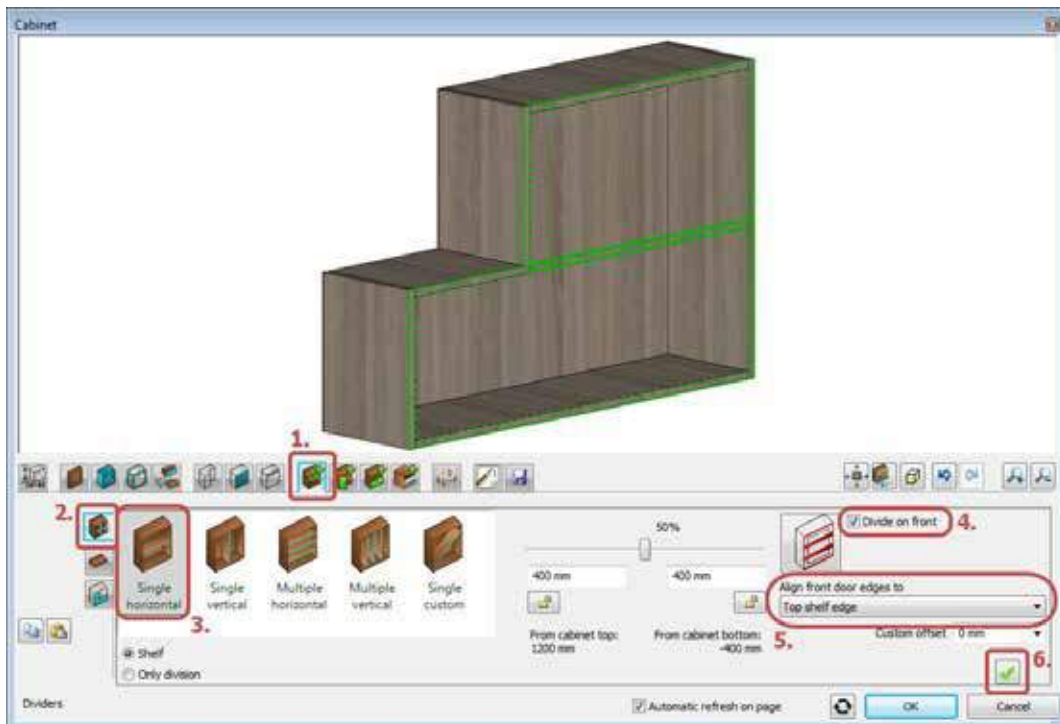 Cabinet
1.
2.
50%
Divide on front
4.
400 mm
400 mm
Align front door edges to
Single horizontal
Single vertical
Multiple horizontal
Multiple vertical
Single custom
Top shelf edge
3.
From cabinet top:
1200 mm
From cabinet bottom:
-400 mm
5.
Custom offset 0 mm
Shelf
Only division
6.
Dividers
Automatic refresh on page
OK
Cancel